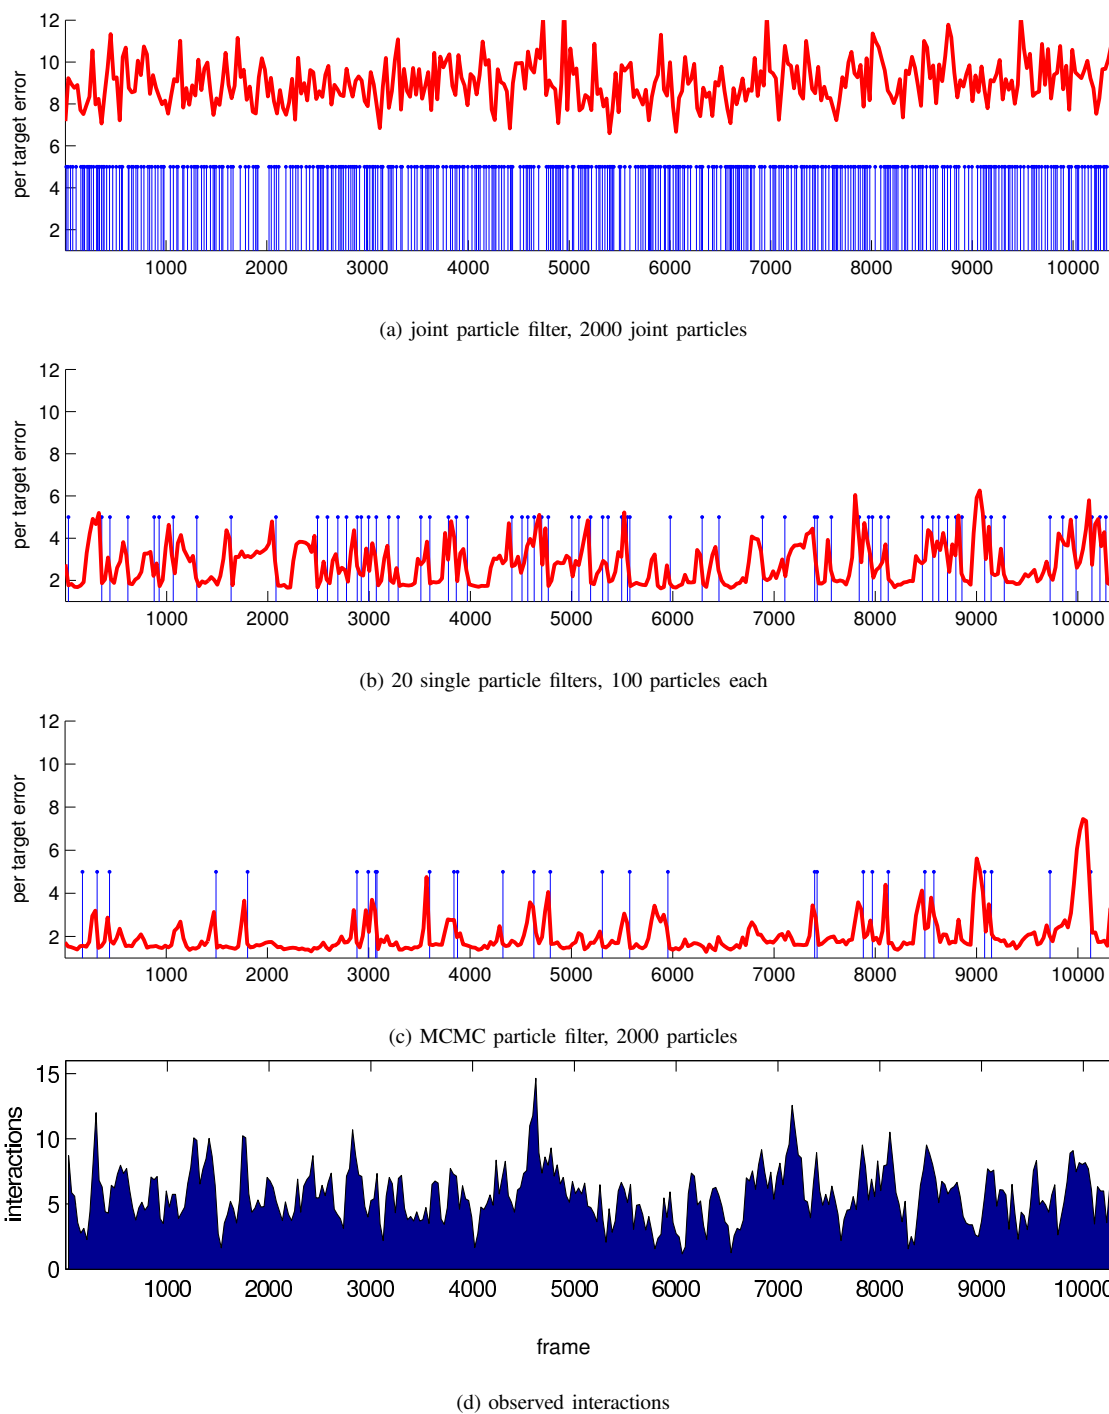 12
10
8
6
4
2
per target error
1000 2000 3000 4000 5000 6000 7000 8000 9000 10000
(a) joint particle filter, 2000 joint particles
12
10
8
6
4
2
per target error
1000 2000 3000 4000 5000 6000 7000 8000 9000 10000
(b) 20 single particle filters, 100 particles each
12
10
8
6
4
2
per target error
1000 2000 3000 4000 5000 6000 7000 8000 9000 10000
(c) MCMC particle filter, 2000 particles
15
10
5
0
interactions
1000 2000 3000 4000 5000 6000 7000 8000 9000 10000
frame
(d) observed interactions